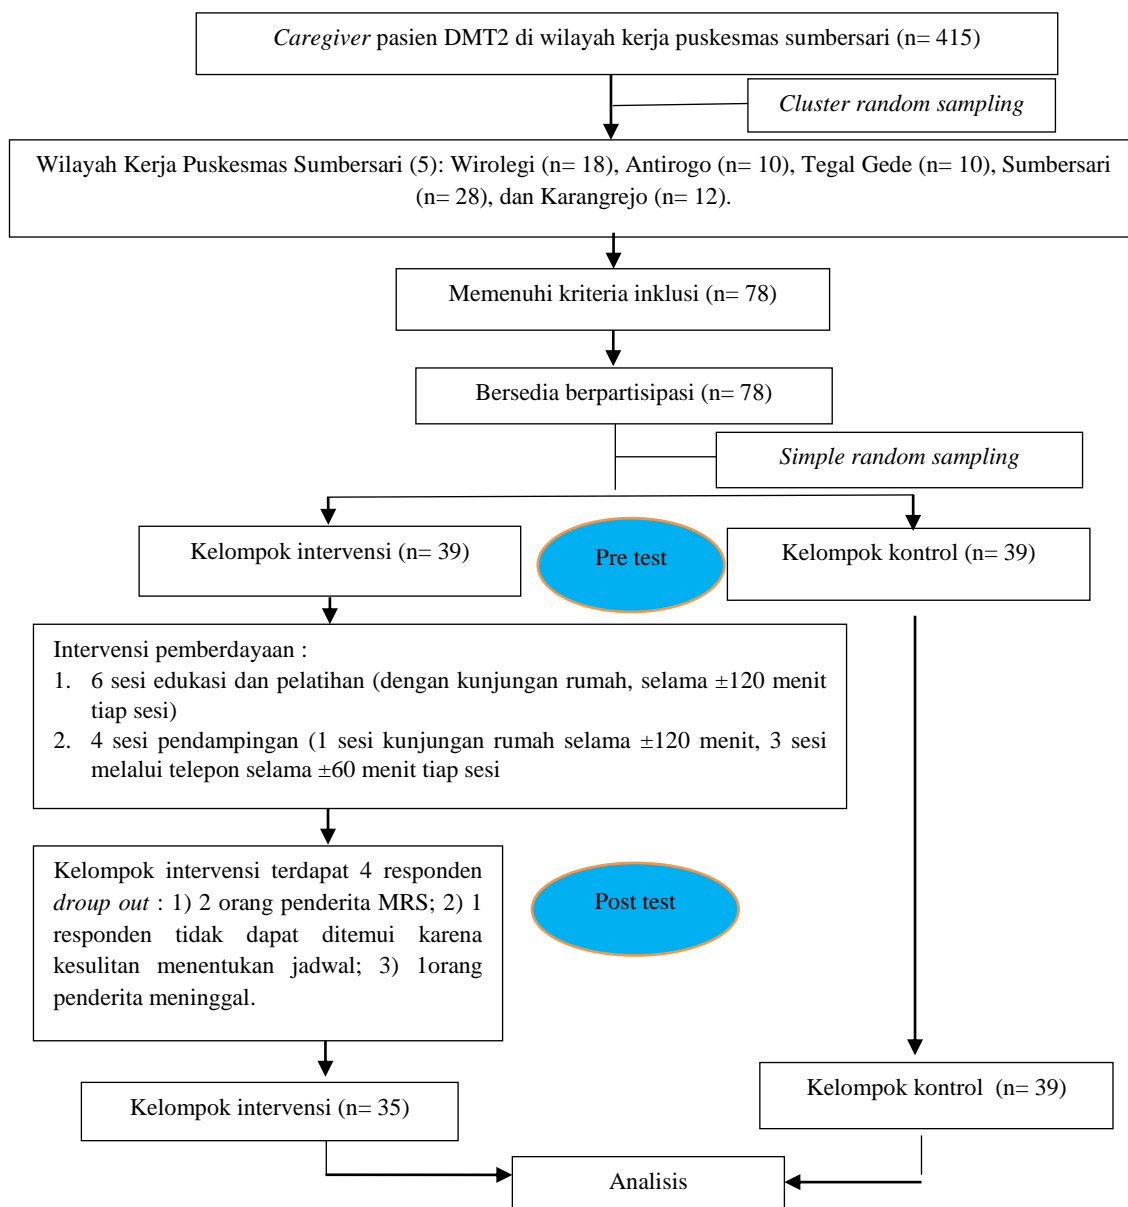 Caregiver pasien DMT2 di wilayah kerja puskesmas sumbersari (n= 415)
Cluster random sampling
Wilayah Kerja Puskesmas Sumbersari (5): Wirolegi (n= 18), Antirogo (n= 10), Tegal Gede (n= 10), Sumbersari
(n= 28), dan Karangrejo (n= 12).
Memenuhi kriteria inklusi (n= 78)
Bersedia berpartisipasi (n= 78)
Simple random sampling
Kelompok intervensi (n= 39)
Pre test
Kelompok kontrol (n= 39)
Intervensi pemberdayaan :
1. 6 sesi edukasi dan pelatihan (dengan kunjungan rumah, selama ±120 menit
tiap sesi)
2. 4 sesi pendampingan (1 sesi kunjungan rumah selama ±120 menit, 3 sesi
melalui telepon selama ±60 menit tiap sesi
Kelompok intervensi terdapat 4 responden
droup out : 1) 2 orang penderita MRS; 2) 1
responden tidak dapat ditemui karena
kesulitan menentukan jadwal; 3) 1orang
penderita meninggal.
Post test
Kelompok intervensi (n= 35)
Kelompok kontrol (n= 39)
Analisis